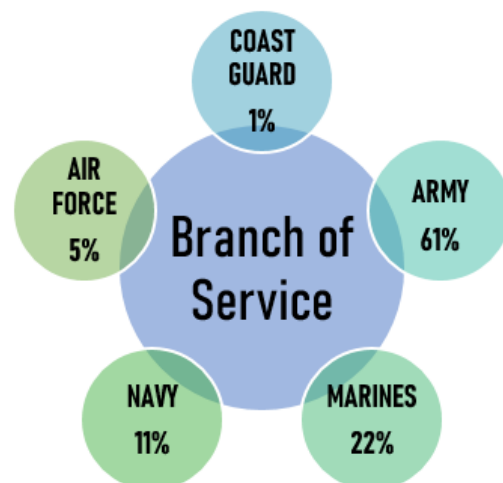 COAST
GUARD
1%
AIR
FORCE
5%
ARMY
61%
Branch of
Service
NAVY
11%
MARINES
22%